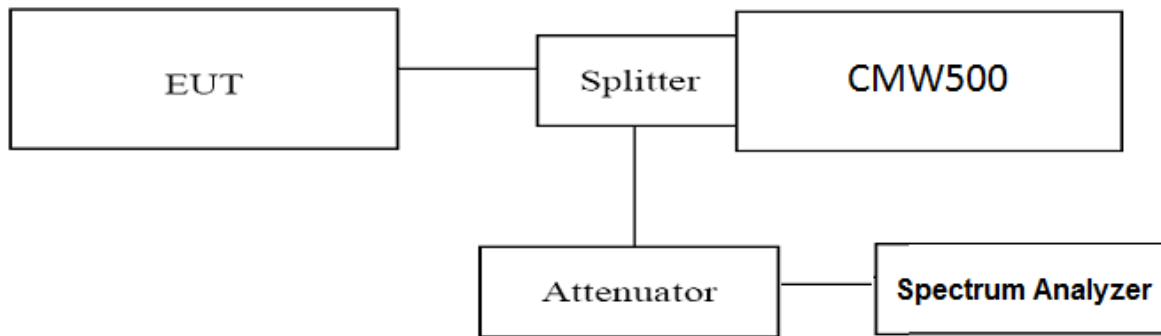 EUT
Splitter
CMW500
Attenuator
Spectrum Analyzer